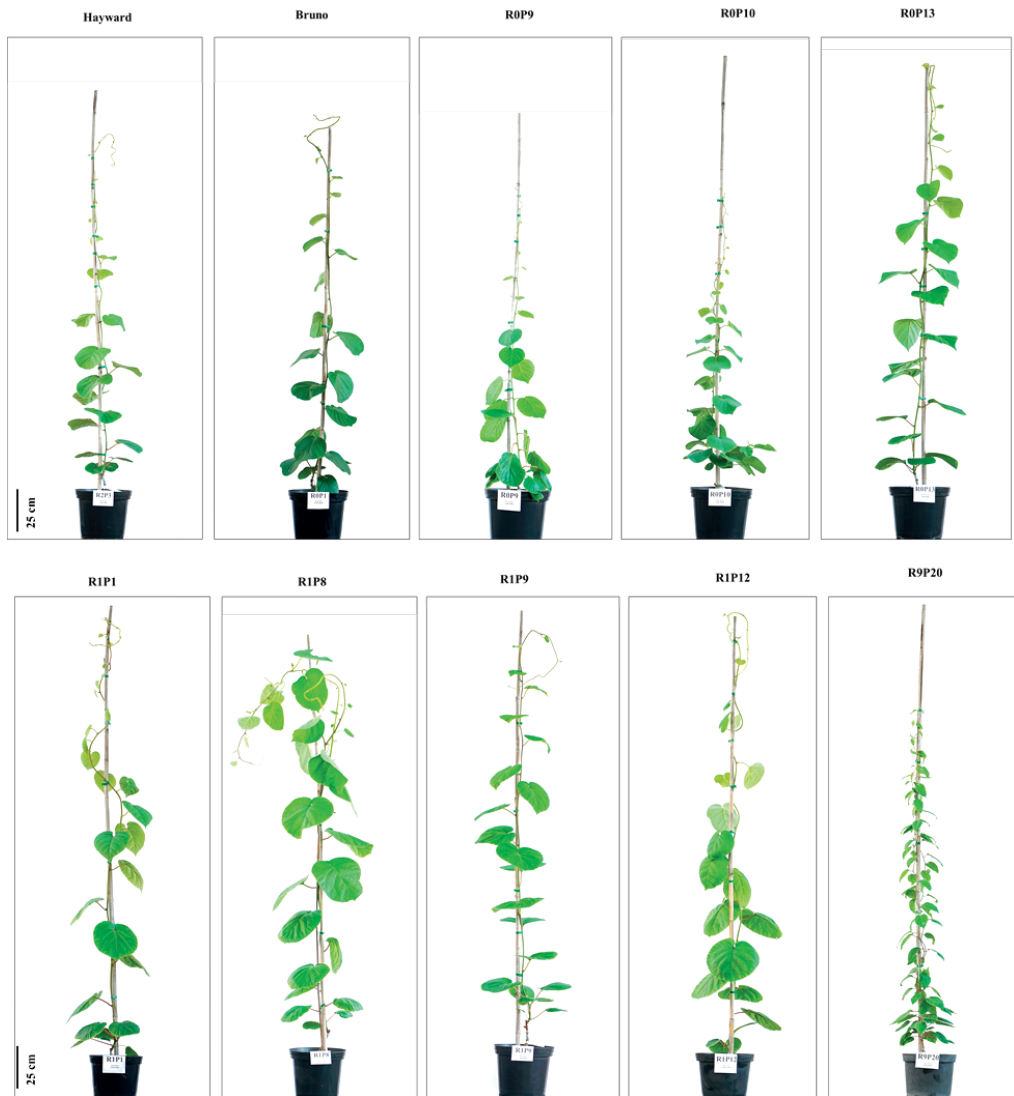 Hayward
Bruno
R0P9
R0P10
R0P13
R2P3
R0P1
R0P9
R0P10
R0P13
25 cm
R1P1
R1P8
R1P9
R1P12
R9P20
R1P1
R1P8
R1P9
R1P12
R9P20
25 cm